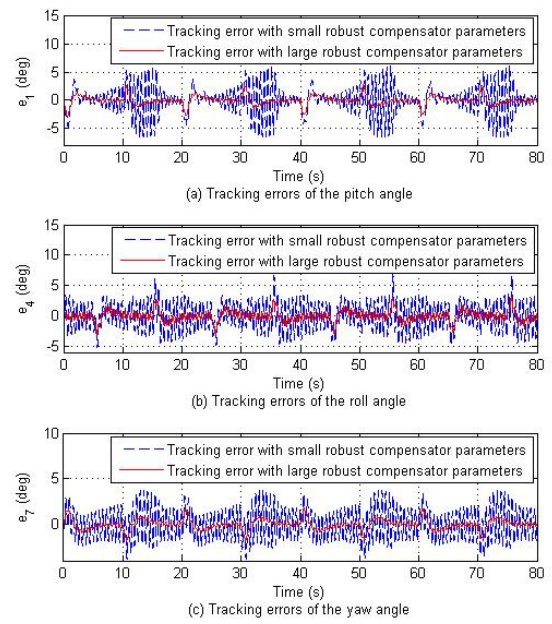 15
10
5
0
-5
e1 (deg)
Tracking error with small robust compensator parameters
Tracking error with large robust compensator parameters
0 10 20 30 40 50 60 70 80
Time (s)
(a) Tracking errors of the pitch angle
15
10
5
0
-5
e4 (deg)
Tracking error with small robust compensator parameters
Tracking error with large robust compensator parameters
0 10 20 30 40 50 60 70 80
Time (s)
(b) Tracking errors of the roll angle
10
5
0
e7 (deg)
Tracking error with small robust compensator parameters
Tracking error with large robust compensator parameters
0 10 20 30 40 50 60 70 80
Time (s)
(c) Tracking errors of the yaw angle